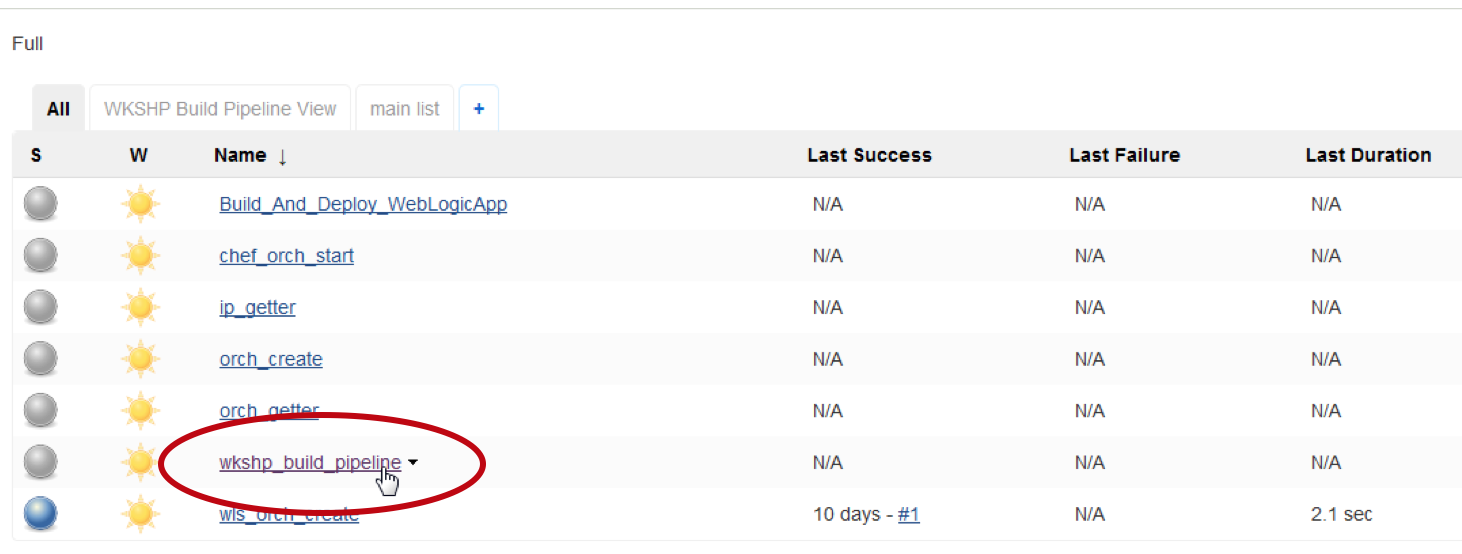 Full
All WKSHP Build Pipeline View main list +
S W Name ↓ Last Success Last Failure Last Duration
Build_And_Deploy_WebLogicApp N/A N/A N/A
chef_orch_start N/A N/A N/A
ip_getter N/A N/A N/A
orch_create N/A N/A N/A
orch_getter N/A N/A N/A
wkshp_build_pipeline N/A N/A N/A
wls_orch_create 10 days - #1 N/A 2.1 sec